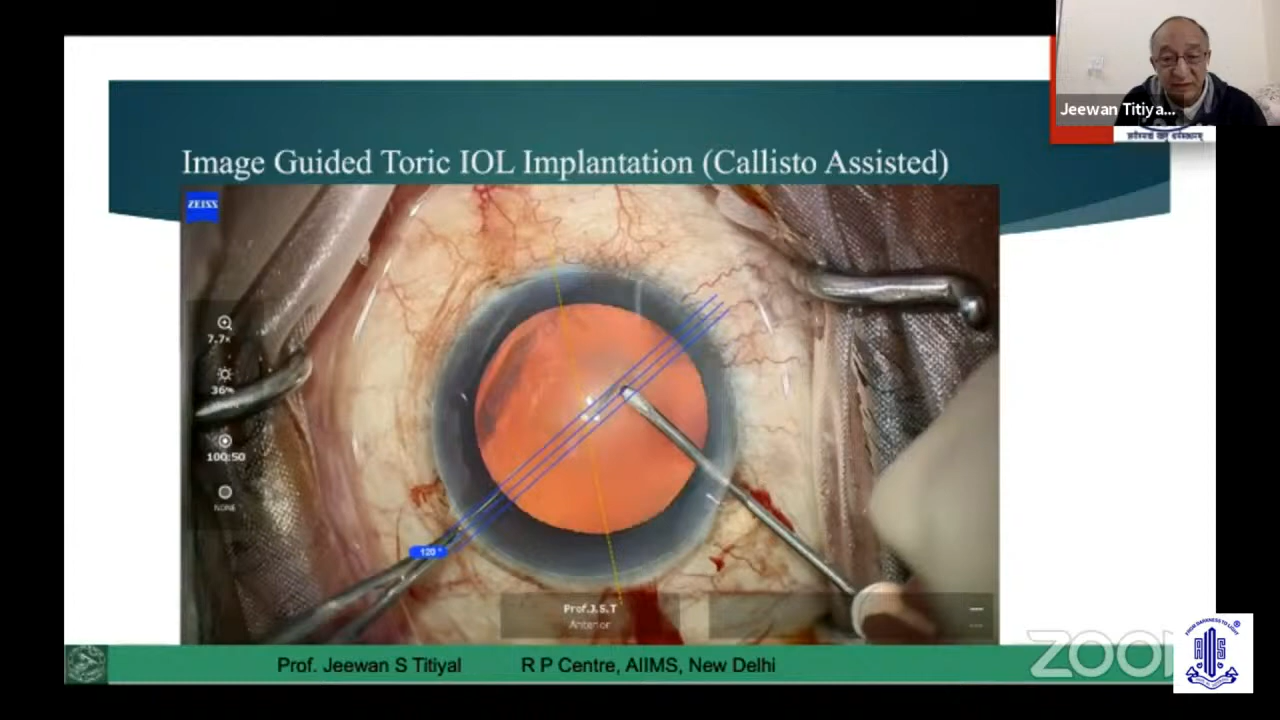 Jeewan Titiya...
Image Guided Toric IOL Implantation (Callisto Assisted)
ZEISS
7.7x
36%
100:50
NONE
120°
Prof.J.S.T
Anterior
Prof. Jeewan S Titiyal R P Centre, AIIMS, New Delhi
ZOO